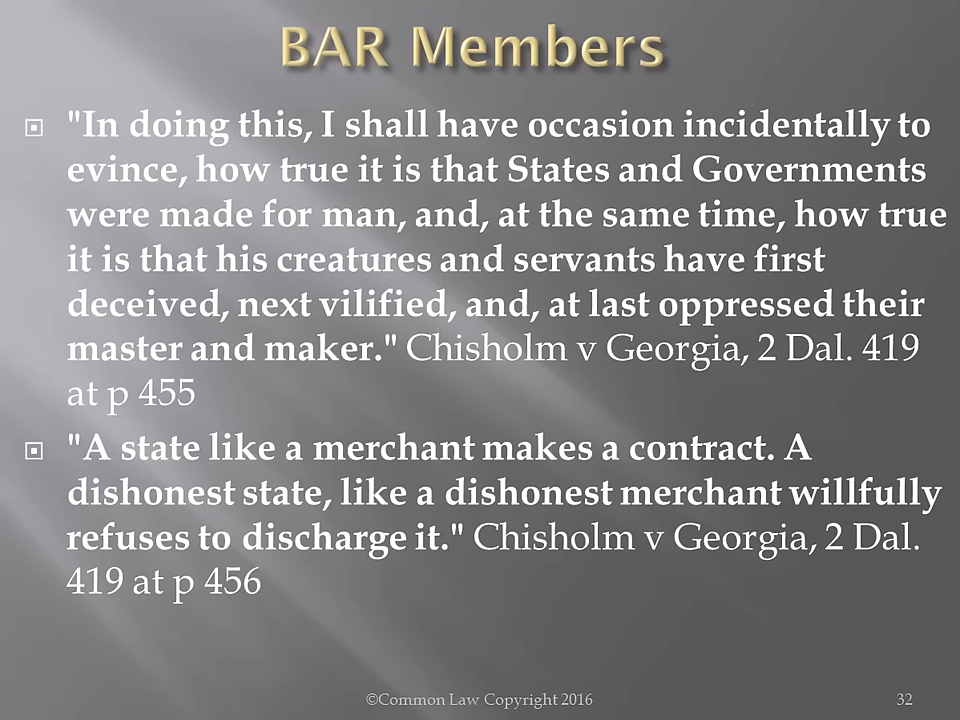 BAR Members
"In doing this, I shall have occasion incidentally to
evince, how true it is that States and Governments
were made for man, and, at the same time, how true
it is that his creatures and servants have first
deceived, next vilified, and, at last oppressed their
master and maker." Chisholm v Georgia, 2 Dal. 419
at p 455
"A state like a merchant makes a contract. A
dishonest state, like a dishonest merchant willfully
refuses to discharge it." Chisholm v Georgia, 2 Dal.
419 at p 456
©Common Law Copyright 2016
32